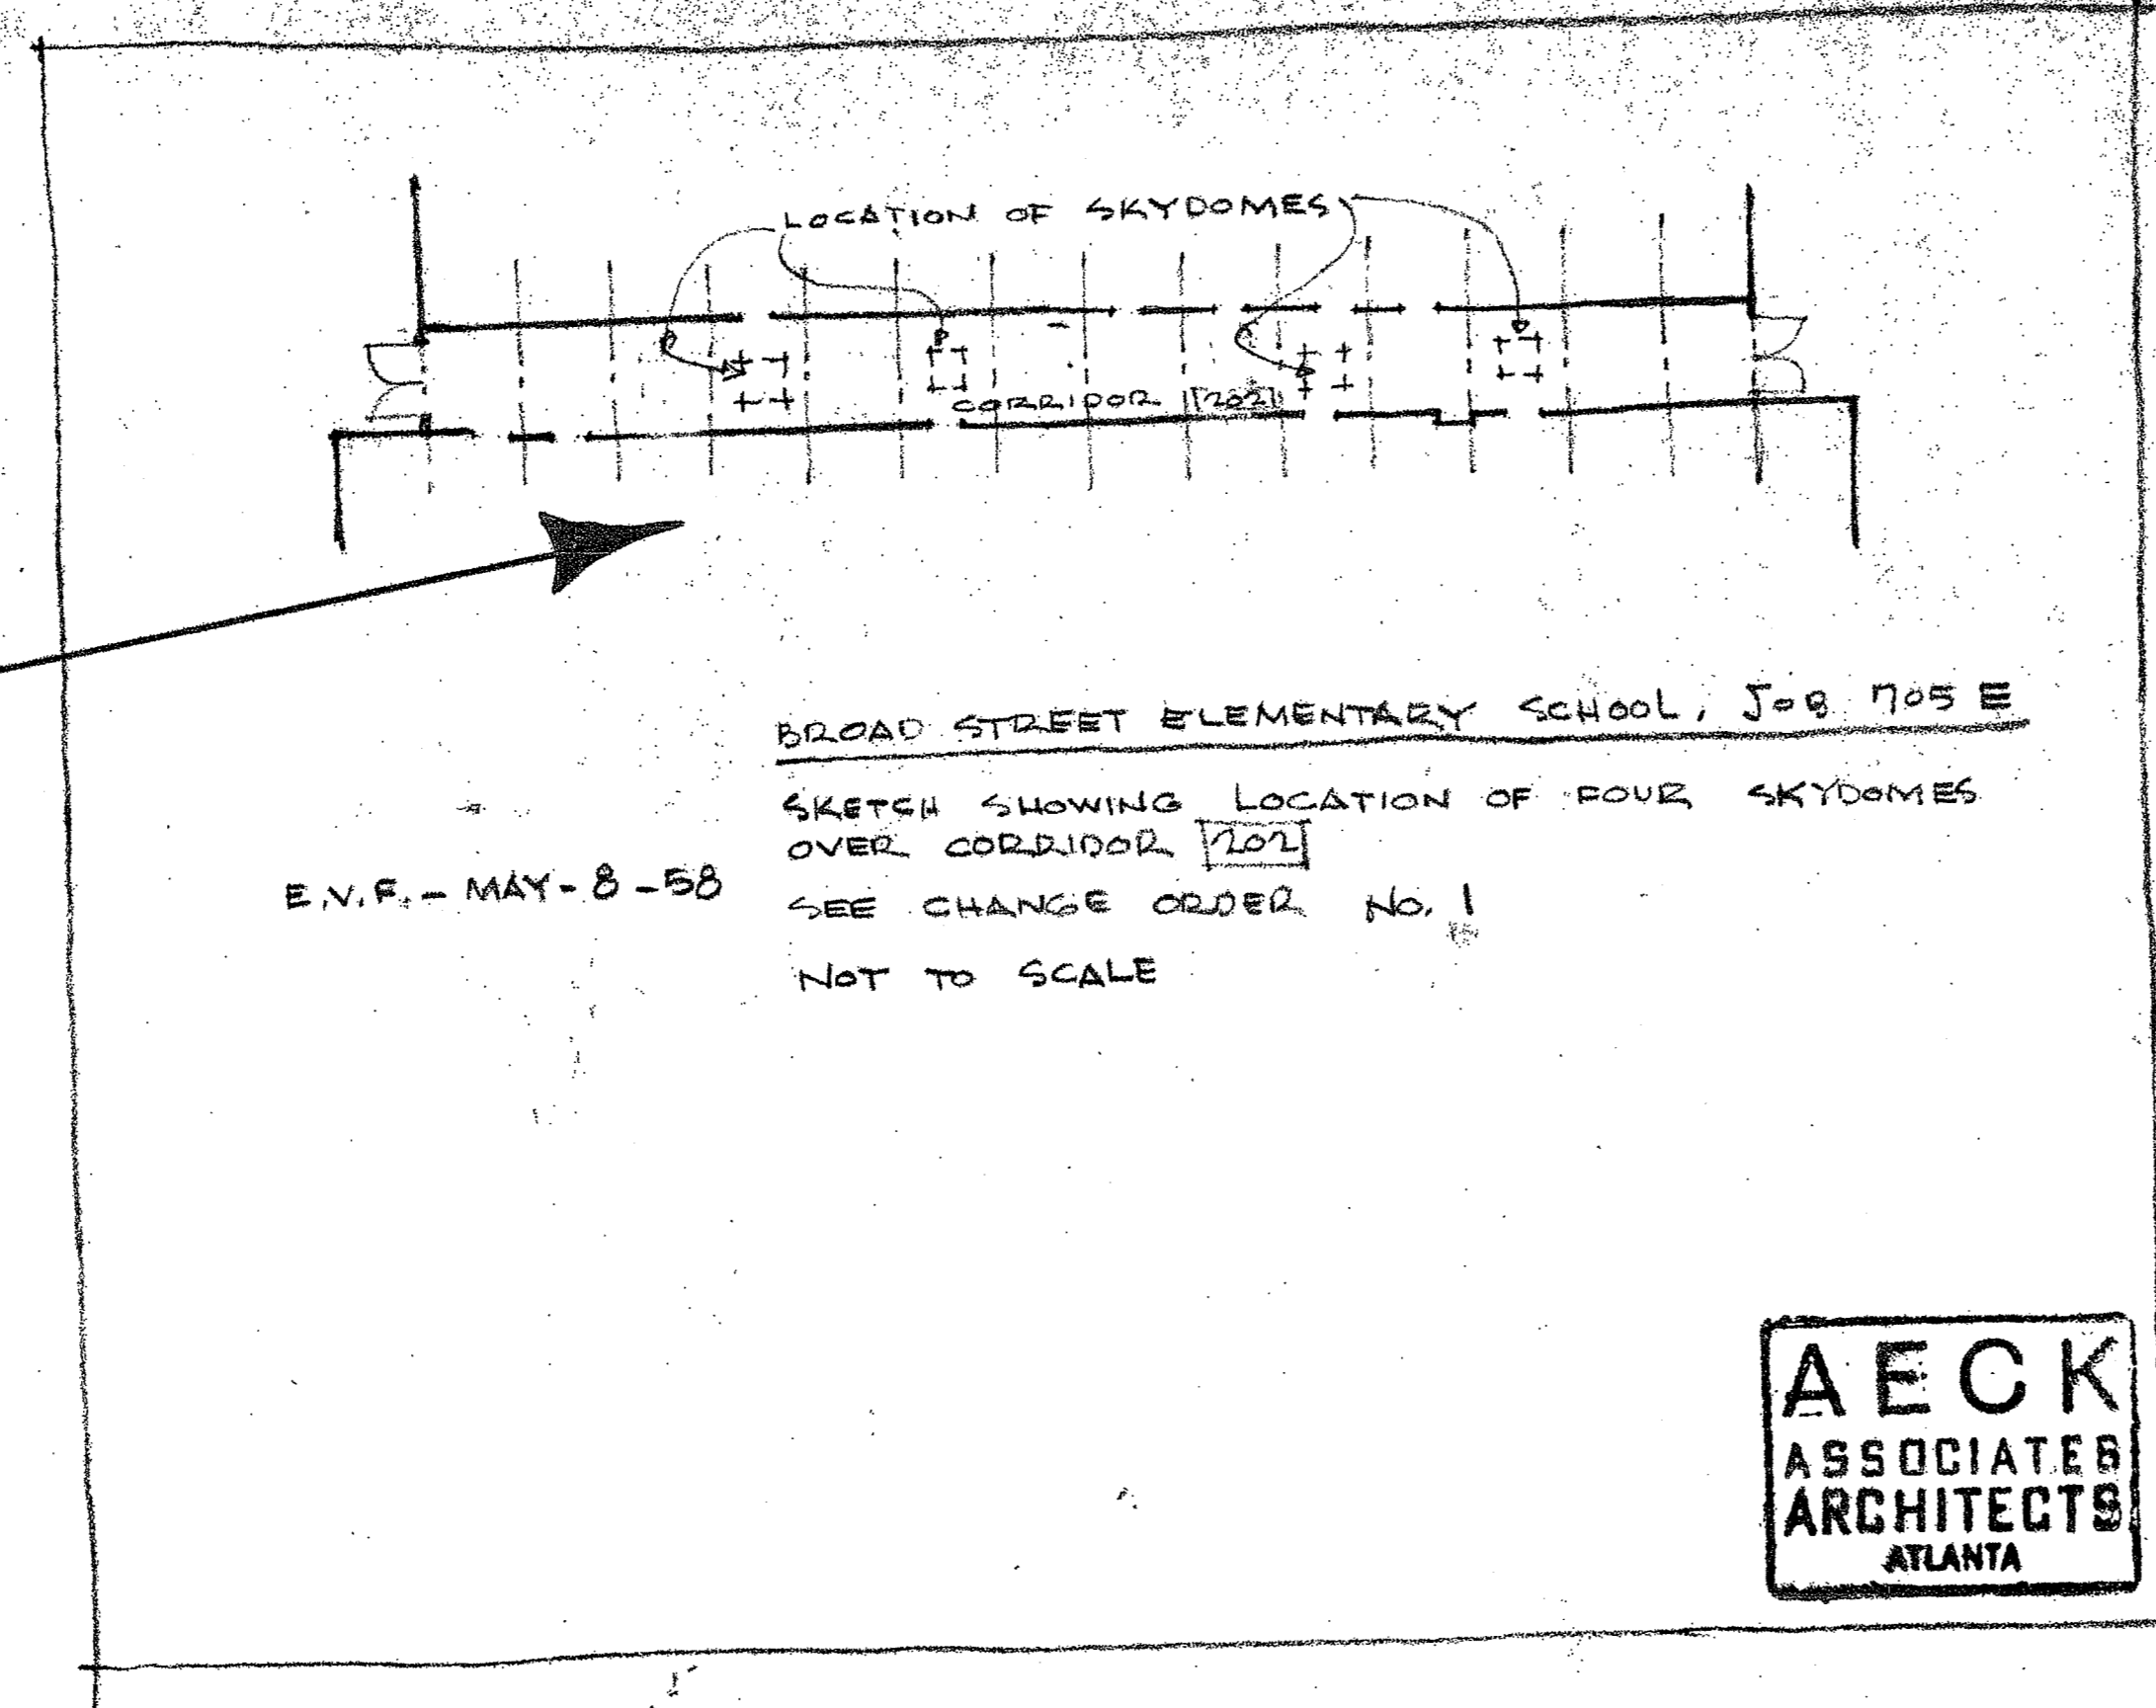 LOCATION OF SKYDOMES
CORRIDOR 202
BROAD STREET ELEMENTARY SCHOOL, JOB 705 E
SKETCH SHOWING LOCATION OF FOUR SKYDOMES
OVER CORRIDOR 202
E.V.F. - MAY - 8 - 58
SEE CHANGE ORDER No. 1
NOT TO SCALE
AECK
ASSOCIATES
ARCHITECTS
ATLANTA